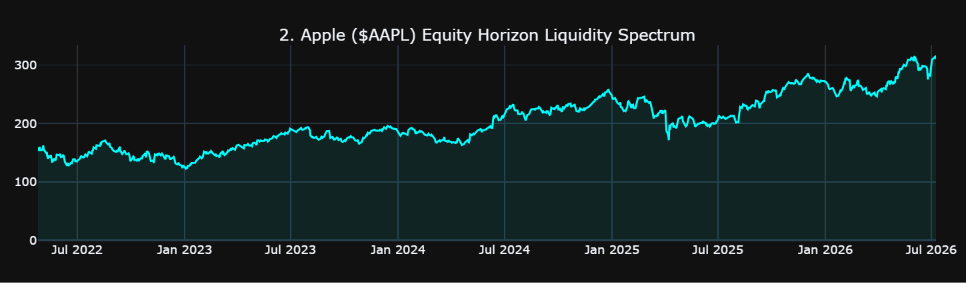 2. Apple ($AAPL) Equity Horizon Liquidity Spectrum
300
200
100
0
Jul 2022 Jan 2023 Jul 2023 Jan 2024 Jul 2024 Jan 2025 Jul 2025 Jan 2026 Jul 2026